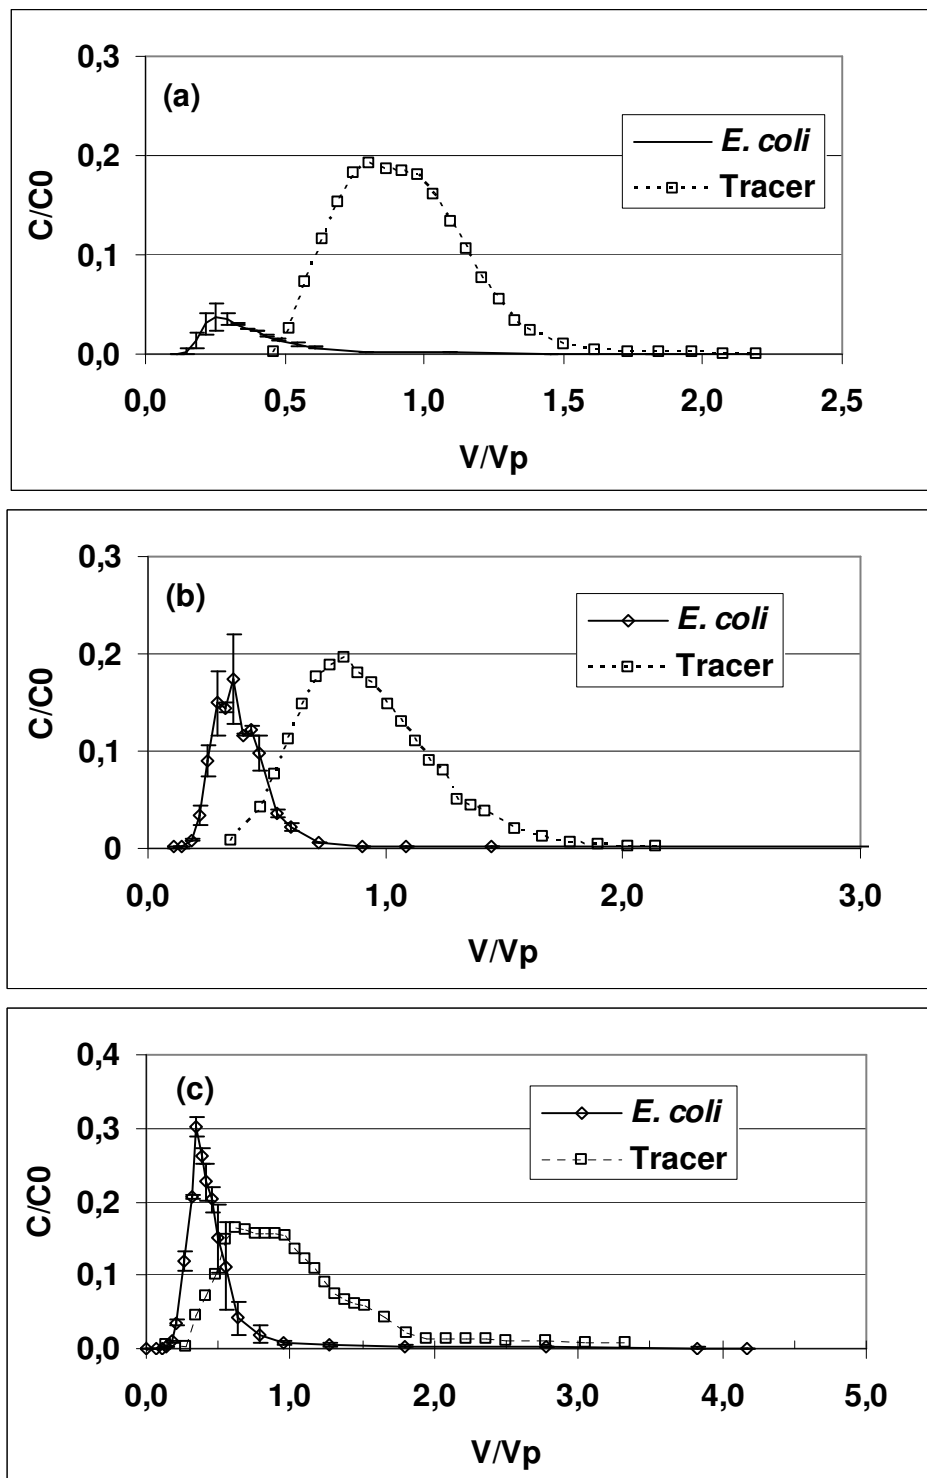 0,3
(a)
E. coli
0,2
Tracer
C/C0
0,1
0,0
0,0 0,5 1,0 1,5 2,0 2,5
V/Vp
0,3
(b)
E. coli
0,2
Tracer
C/C0
0,1
0
0,0 1,0 2,0 3,0
V/Vp
0,4
(c)
E. coli
0,3
Tracer
C/C0
0,2
0,1
0,0
0,0 1,0 2,0 3,0 4,0 5,0
V/Vp